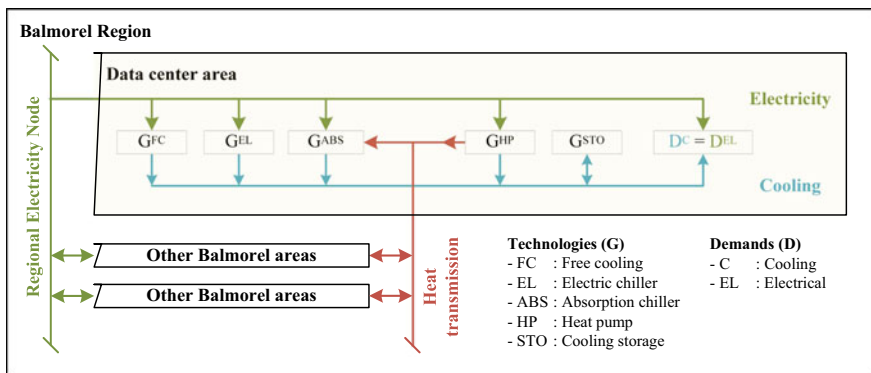 Balmorel Region
Data center area
Electricity
GFC
GEL
GABS
GHP
GSTO
DC = DEL
Cooling
Regional Electricity Node
Other Balmorel areas
Other Balmorel areas
Heat
transmission
Technologies (G)
- FC : Free cooling
- EL : Electric chiller
- ABS : Absorption chiller
- HP : Heat pump
- STO : Cooling storage
Demands (D)
- C : Cooling
- EL : Electrical